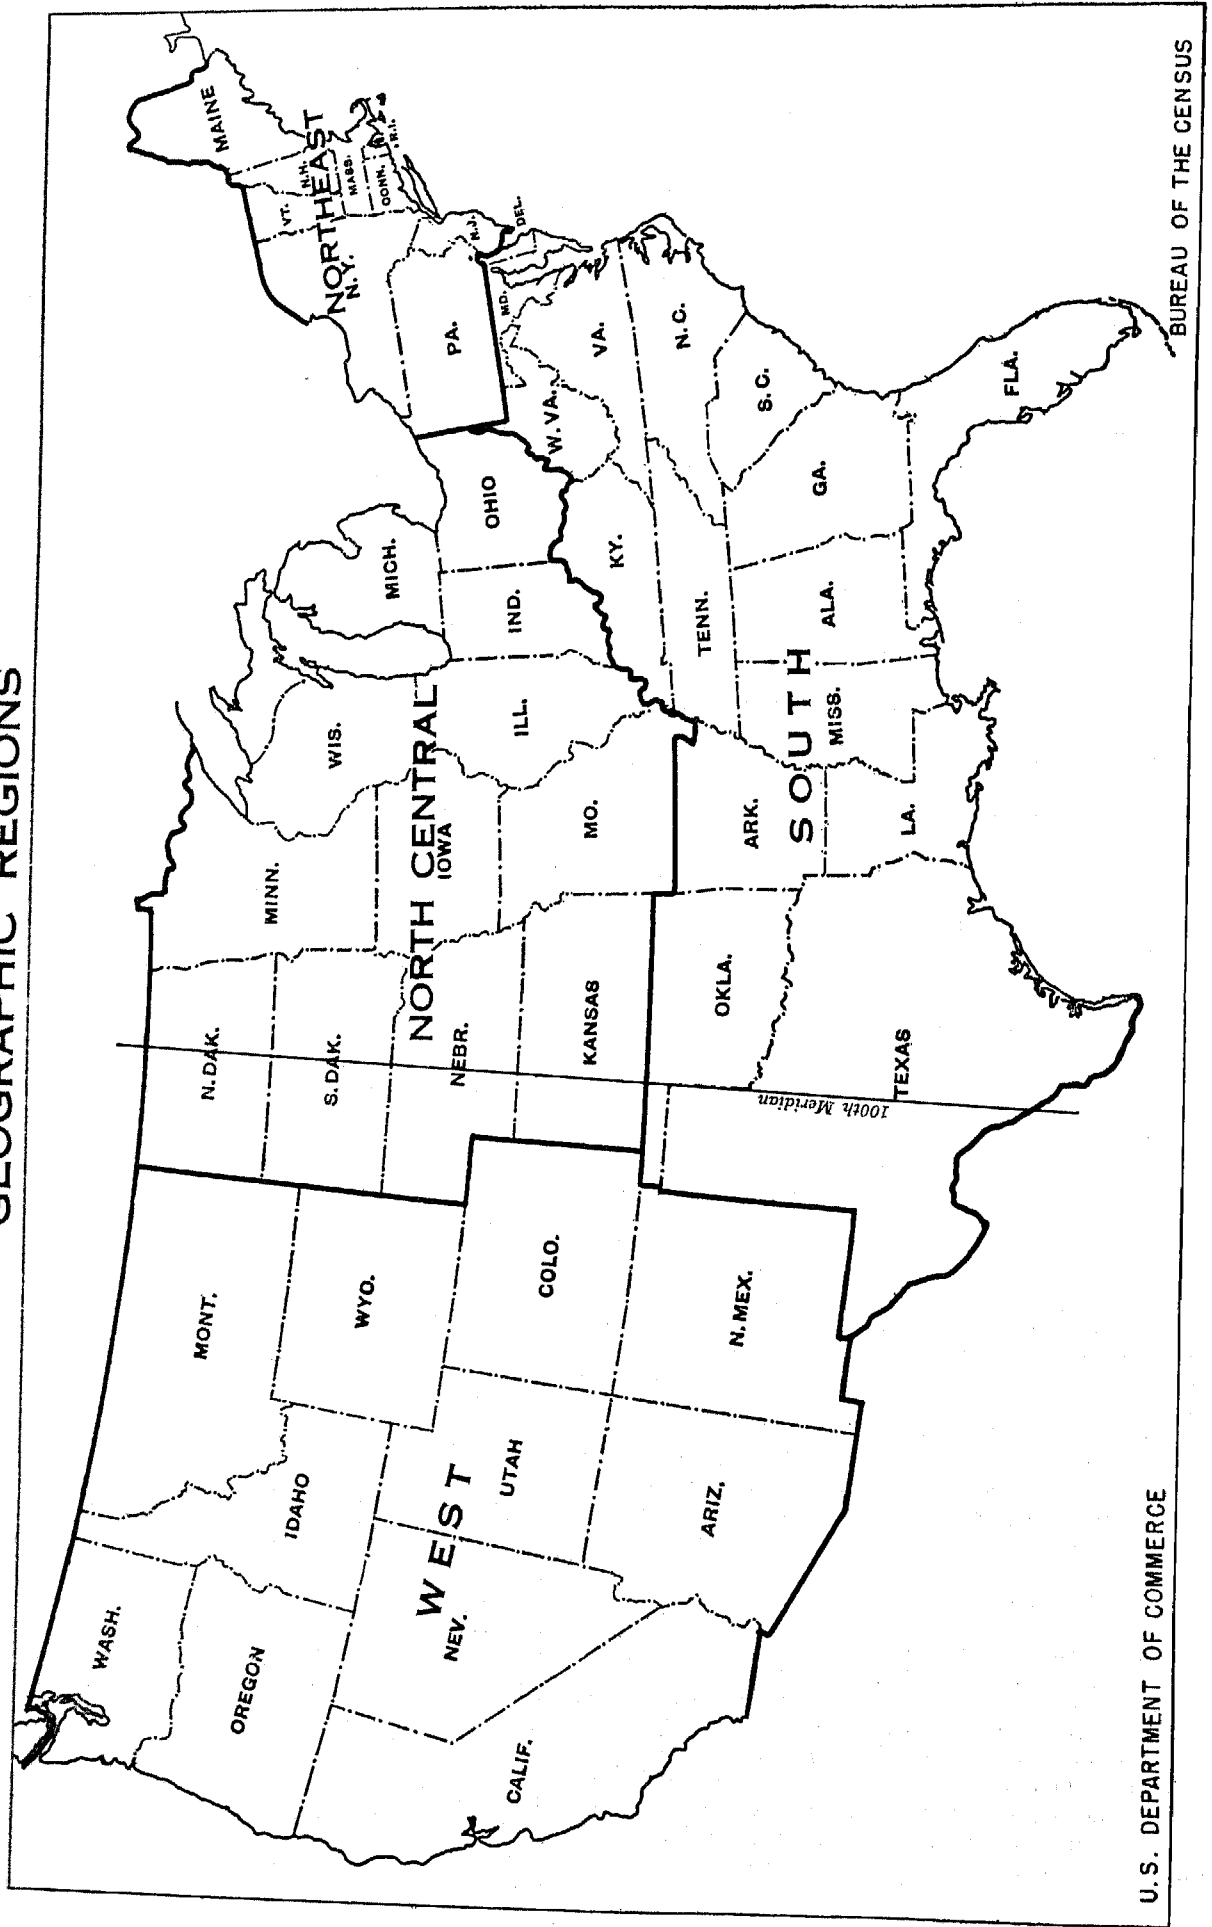 GEOGRAPHIC REGIONS
WASH.
OREGON
CALIF.
NEV.
IDAHO
MONT.
WYO.
UTAH
COLO.
ARIZ.
N. MEX.
WEST
N. DAK.
S. DAK.
NEBR.
KANSAS
MINN.
IOWA
MO.
WIS.
ILL.
MICH.
IND.
OHIO
NORTH CENTRAL
100th Meridian
TEXAS
OKLA.
ARK.
LA.
MISS.
ALA.
TENN.
KY.
GA.
FLA.
S. C.
N. C.
VA.
W. VA.
MD.
DEL.
SOUTH
PA.
N.J.
N. Y.
VT.
N.H.
MAINE
MASS.
CONN.
R.I.
NORTHEAST
U.S. DEPARTMENT OF COMMERCE
BUREAU OF THE CENSUS